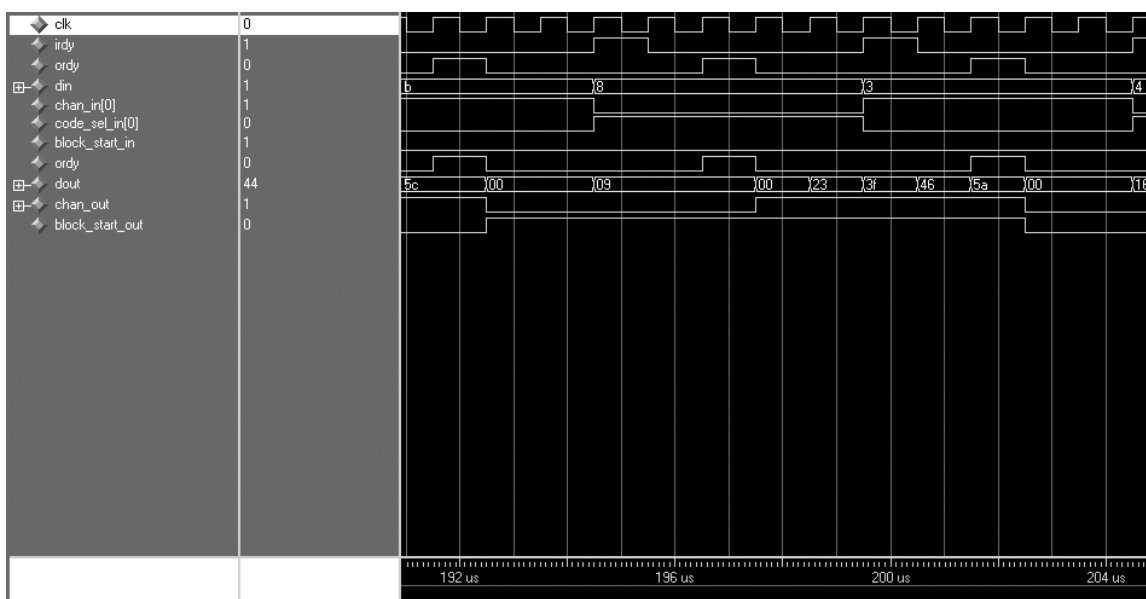 clk 0
irdy 1
ordy 0
din 1 b 8 3 4
chan_in[0] 1
code_sel_in[0] 0
block_start_in 1
ordy 0
dout 44 5c 00 09 00 23 3f 46 5a 00 16
chan_out 1
block_start_out 0
192 us 196 us 200 us 204 us